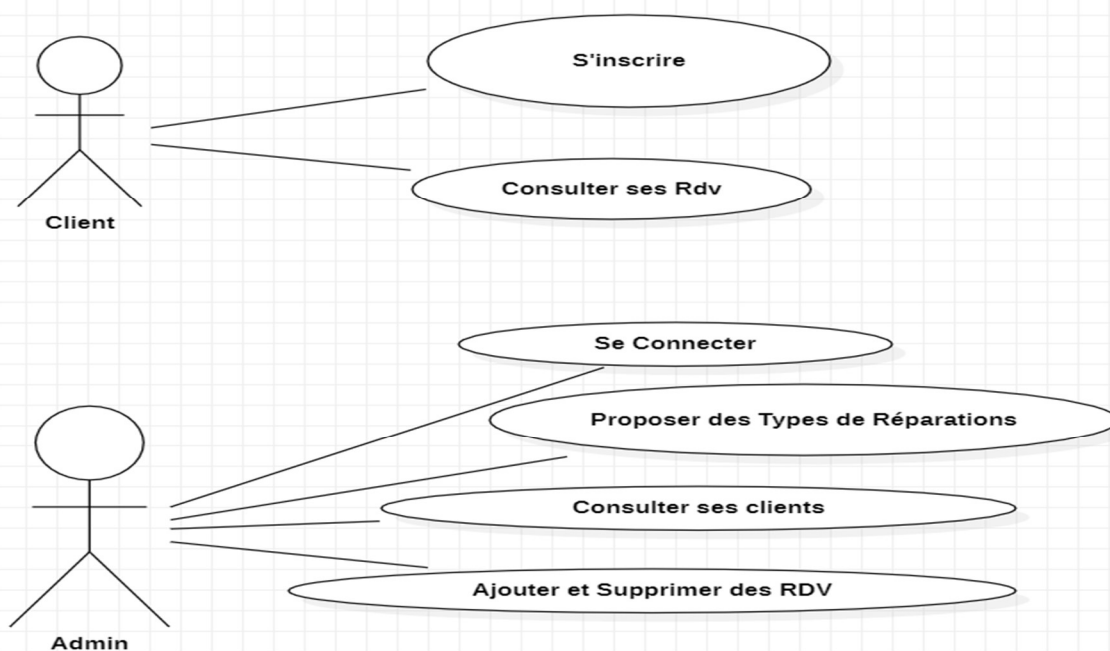 S'inscrire
Consulter ses Rdv
Client
Se Connecter
Proposer des Types de Réparations
Consulter ses clients
Ajouter et Supprimer des RDV
Admin